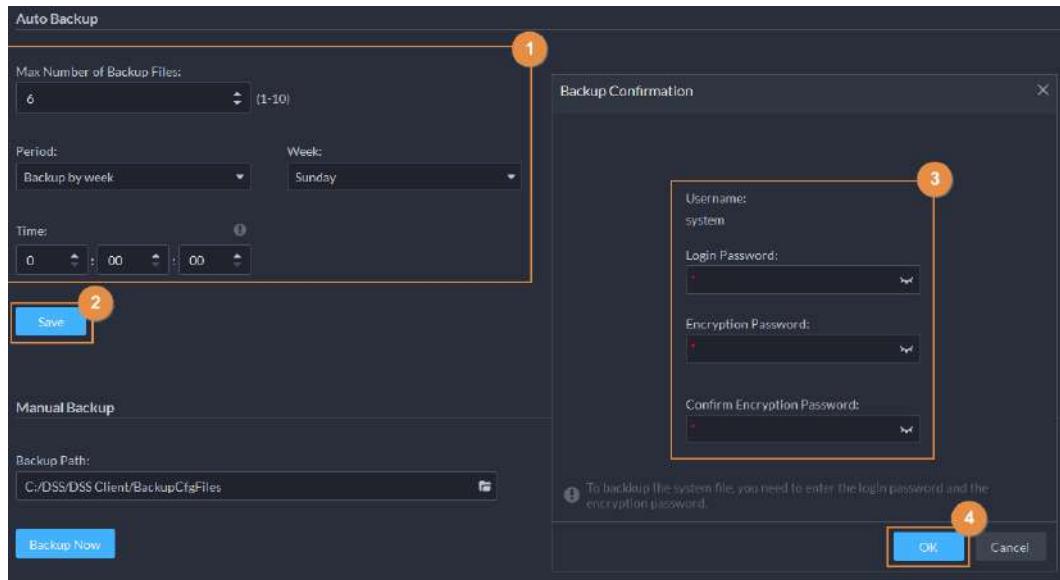 Auto Backup
1
Max Number of Backup Files:
6 (1-10)
Period: Week:
Backup by week Sunday
Time:
0 : 00 : 00
2
Save
Manual Backup
Backup Path:
C:/DSS/DSS Client/BackupCfgFiles
Backup Now
Backup Confirmation
3
Username:
system
Login Password:
*
Encryption Password:
*
Confirm Encryption Password:
*
To backkup the system file, you need to enter the login password and the
encryption password.
4
OK Cancel